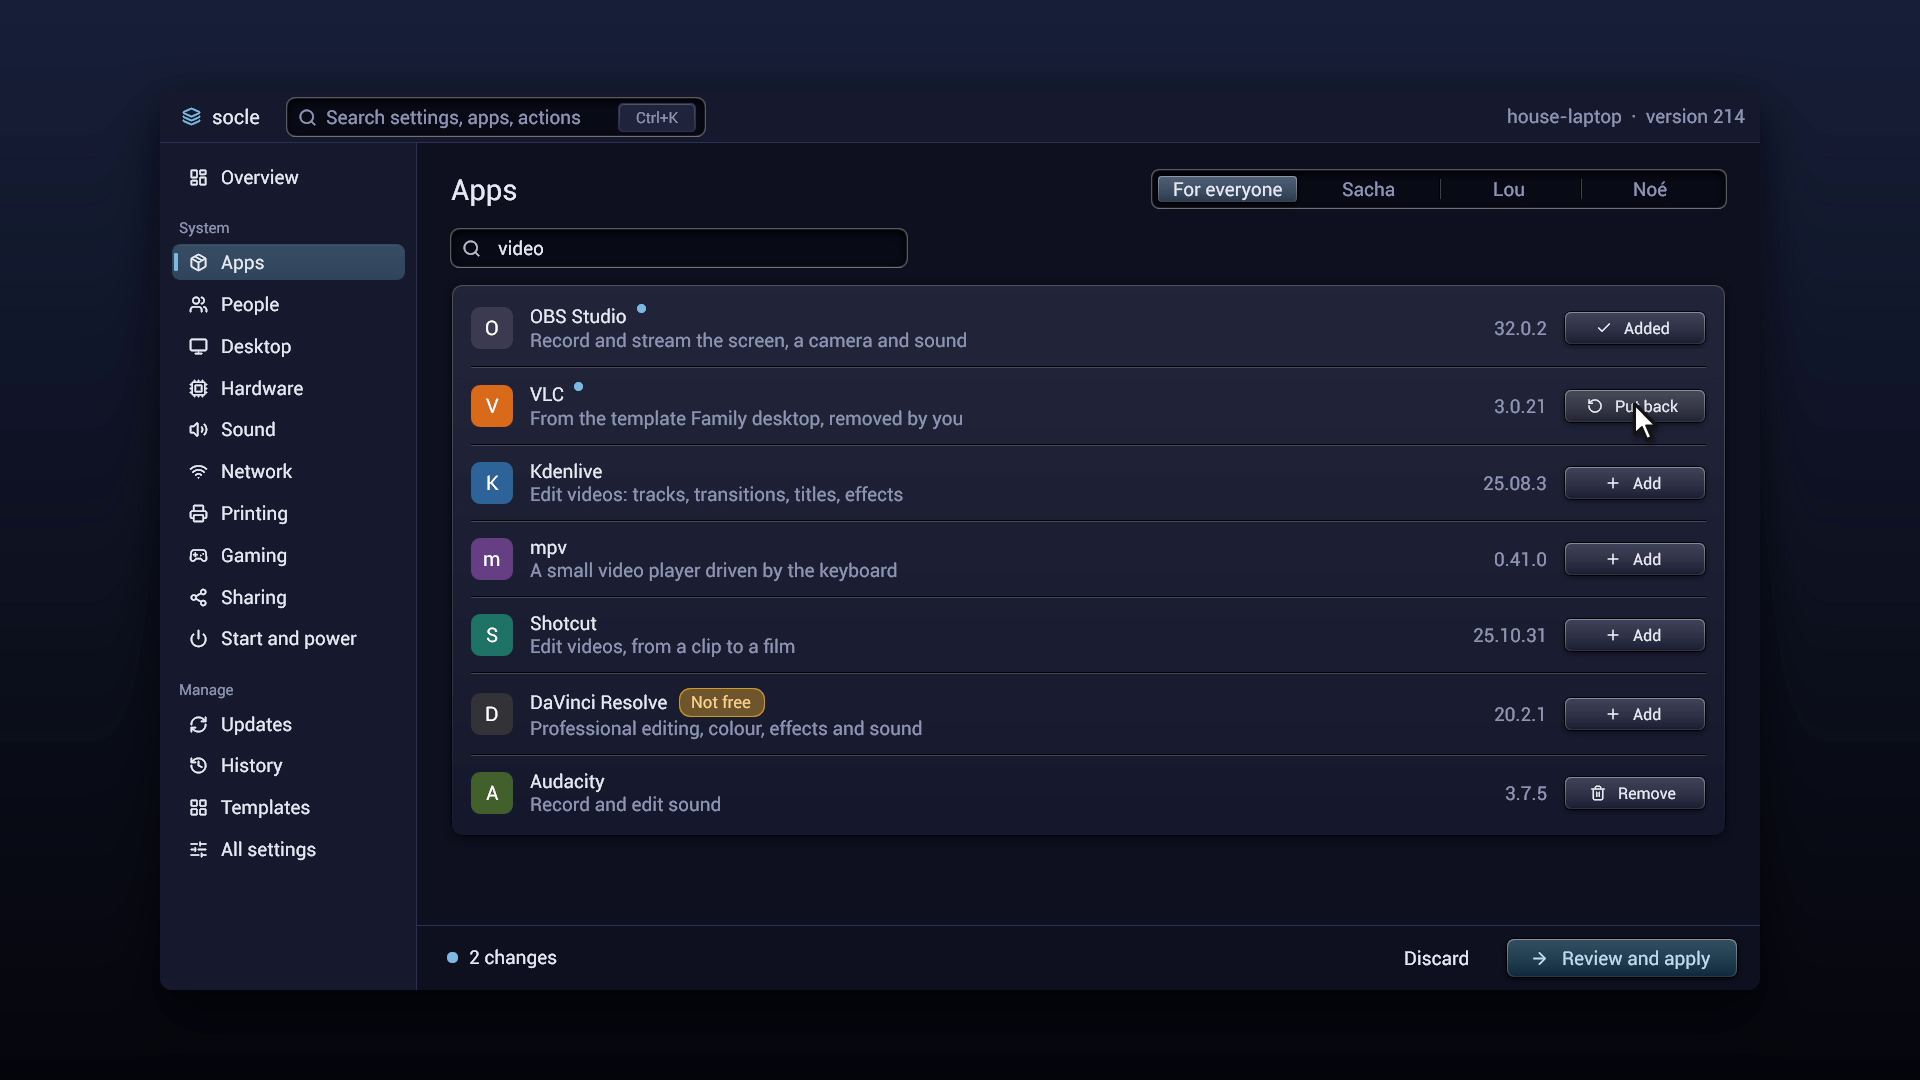 socle
Search settings, apps, actions
Ctrl+K
house-laptop · version 214
Overview
System
Apps
People
Desktop
Hardware
Sound
Network
Printing
Gaming
Sharing
Start and power
Manage
Updates
History
Templates
All settings
Apps
For everyone
Sacha
Lou
Noé
video
O
OBS Studio
Record and stream the screen, a camera and sound
32.0.2
Added
V
VLC
From the template Family desktop, removed by you
3.0.21
Put back
K
Kdenlive
Edit videos: tracks, transitions, titles, effects
25.08.3
Add
m
mpv
A small video player driven by the keyboard
0.41.0
Add
S
Shotcut
Edit videos, from a clip to a film
25.10.31
Add
D
DaVinci Resolve
Not free
Professional editing, colour, effects and sound
20.2.1
Add
A
Audacity
Record and edit sound
3.7.5
Remove
2 changes
Discard
Review and apply